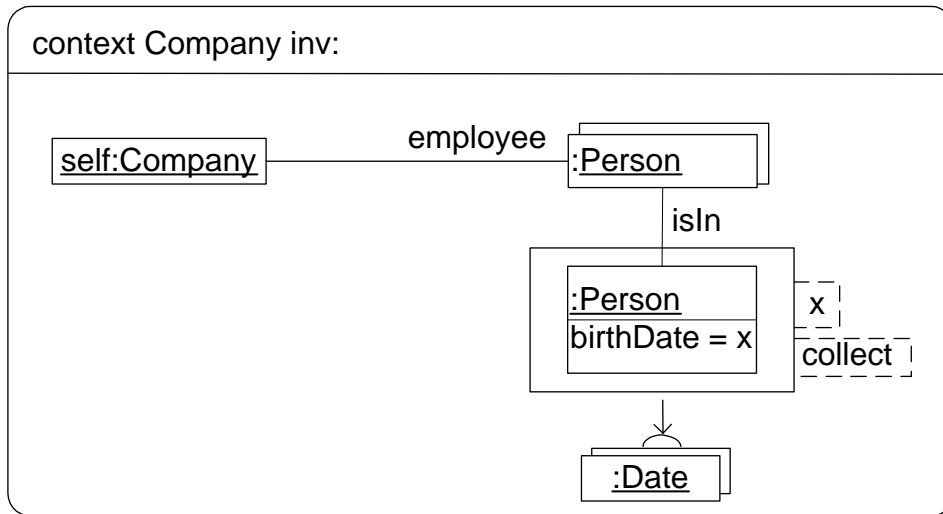 context Company inv:
employee
self:Company
:Person
isIn
:Person
x
birthDate = x
collect
:Date